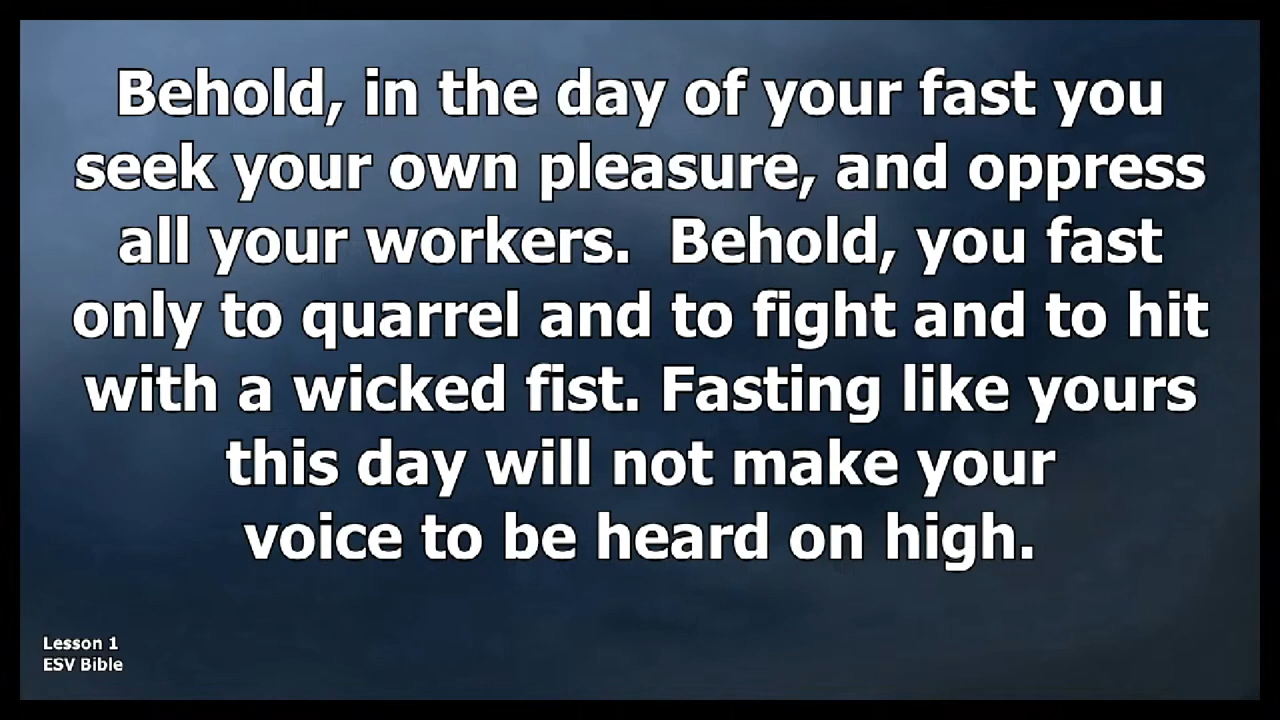 Behold, in the day of your fast you
seek your own pleasure, and oppress
all your workers.  Behold, you fast
only to quarrel and to fight and to hit
with a wicked fist. Fasting like yours
this day will not make your
voice to be heard on high.
Lesson 1
ESV Bible